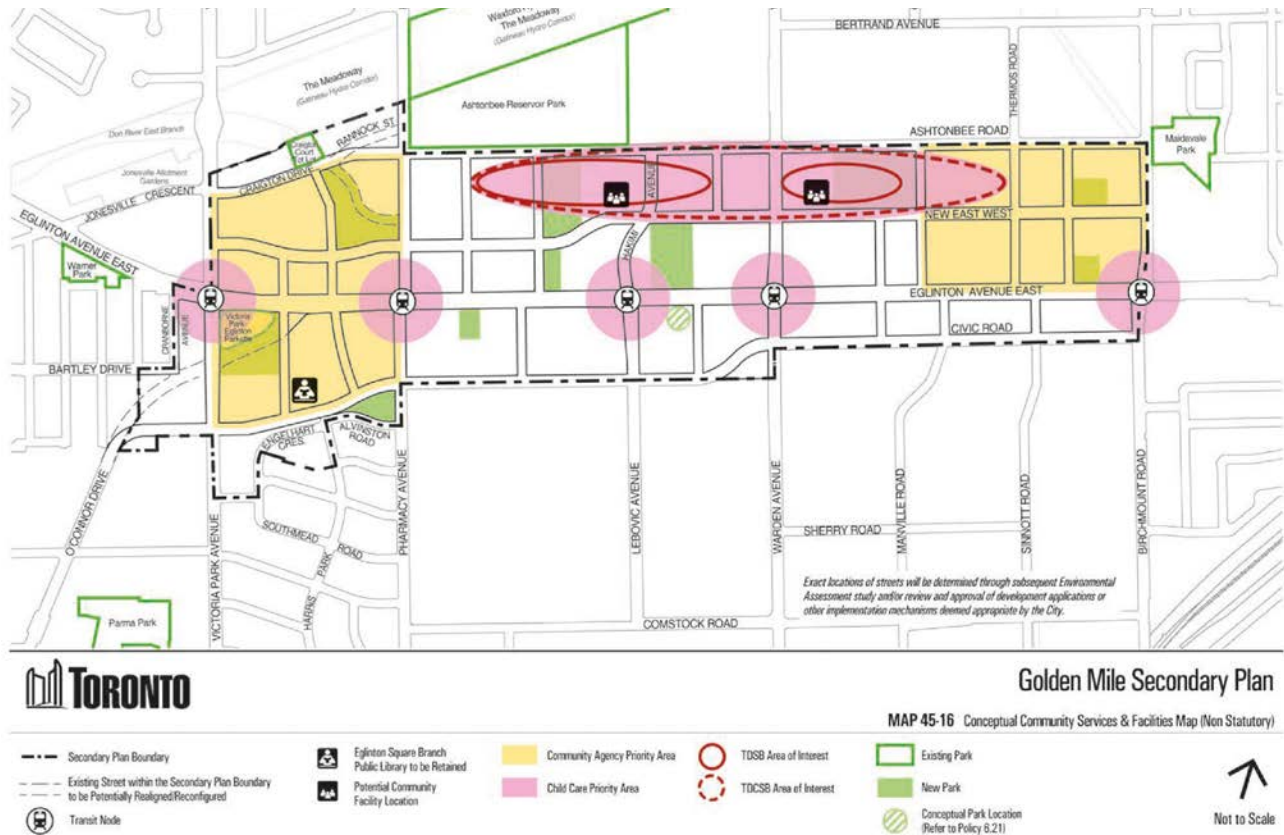 The Meadoway
(Gatineau Hydro Corridor)
BERTRAND AVENUE
The Meadoway
(Gatineau Hydro Corridor)
Ashtonbee Reservoir Park
THERMOS ROAD
Don River East Branch
RANNOCK ST.
ASHTONBEE ROAD
Maidavale
Park
Craigton
Court
Tot Lot
Jonesville Allotment
Gardens
JONESVILLE CRESCENT
CRAIGTON DRIVE
AVENUE
HAKIMI
NEW EAST WEST
EGLINTON AVENUE EAST
Warner
Park
EGLINTON AVENUE EAST
CRANBORNE
AVENUE
Victoria
Park
Eglinton
Parkette
CIVIC ROAD
BARTLEY DRIVE
ENGELHART
CRES.
ALVINSTON
ROAD
O'CONNOR DRIVE
VICTORIA PARK AVENUE
PHARMACY AVENUE
LEBOVIC AVENUE
WARDEN AVENUE
MANVILLE ROAD
SINNOTT ROAD
BIRCHMOUNT ROAD
SOUTHMEAD ROAD
HARRIS PARK
SHERRY ROAD
Exact locations of streets will be determined through subsequent Environmental
Assessment study and/or review and approval of development applications or
other implementation mechanisms deemed appropriate by the City.
Parma Park
COMSTOCK ROAD
TORONTO
Golden Mile Secondary Plan
MAP 45-16 Conceptual Community Services & Facilities Map (Non Statutory)
Secondary Plan Boundary
Existing Street within the Secondary Plan Boundary
to be Potentially Realigned/Reconfigured
Transit Node
Eglinton Square Branch
Public Library to be Retained
Potential Community
Facility Location
Community Agency Priority Area
Child Care Priority Area
TDSB Area of Interest
TDCSB Area of Interest
Existing Park
New Park
Conceptual Park Location
(Refer to Policy 6.21)
Not to Scale